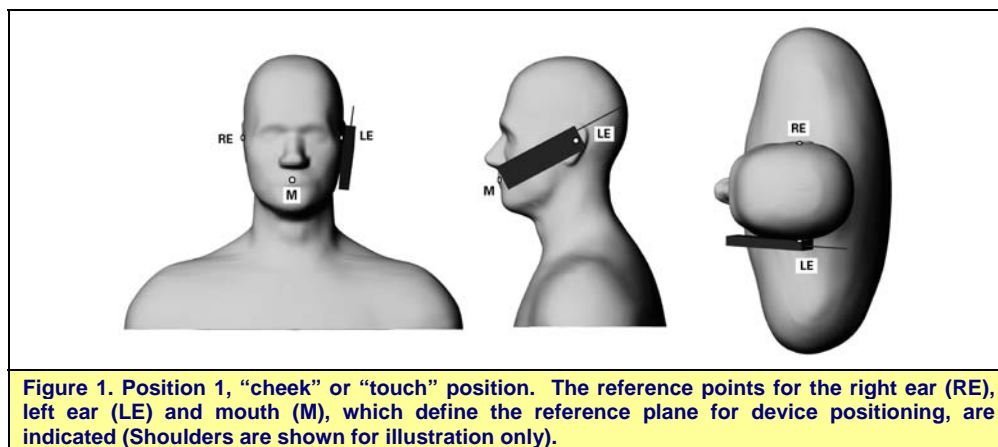 RE
LE
M
LE
M
RE
LE
Figure 1. Position 1, “cheek” or “touch” position. The reference points for the right ear (RE),
left ear (LE) and mouth (M), which define the reference plane for device positioning, are
indicated (Shoulders are shown for illustration only).